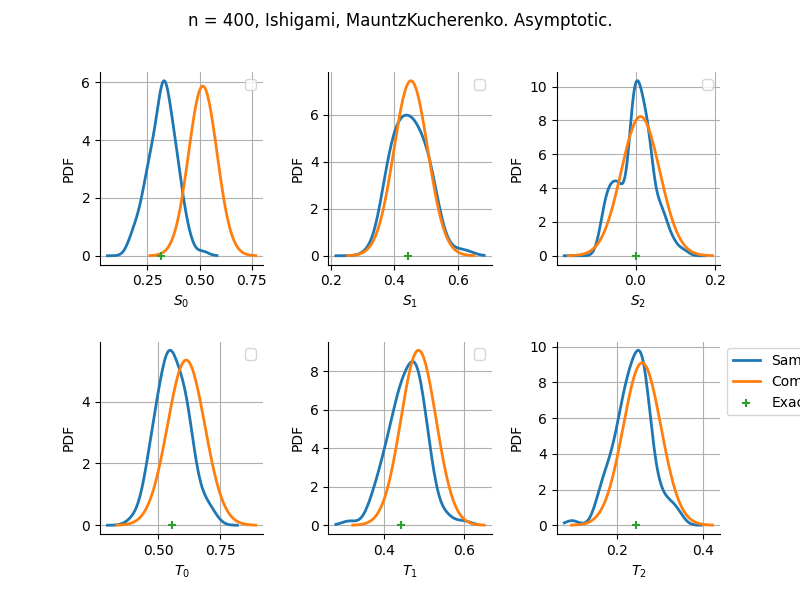 n = 400, Ishigami, MauntzKucherenko. Asymptotic.
PDF
6
4
2
0
0.25 0.50 0.75
S0
PDF
6
4
2
0
0.2 0.4 0.6
S1
PDF
10
8
6
4
2
0
0.0 0.2
S2
PDF
4
2
0
0.50 0.75
T0
PDF
8
6
4
2
0
0.4 0.6
T1
PDF
10
8
6
4
2
0
0.2 0.4
T2
Sam
Com
Exac